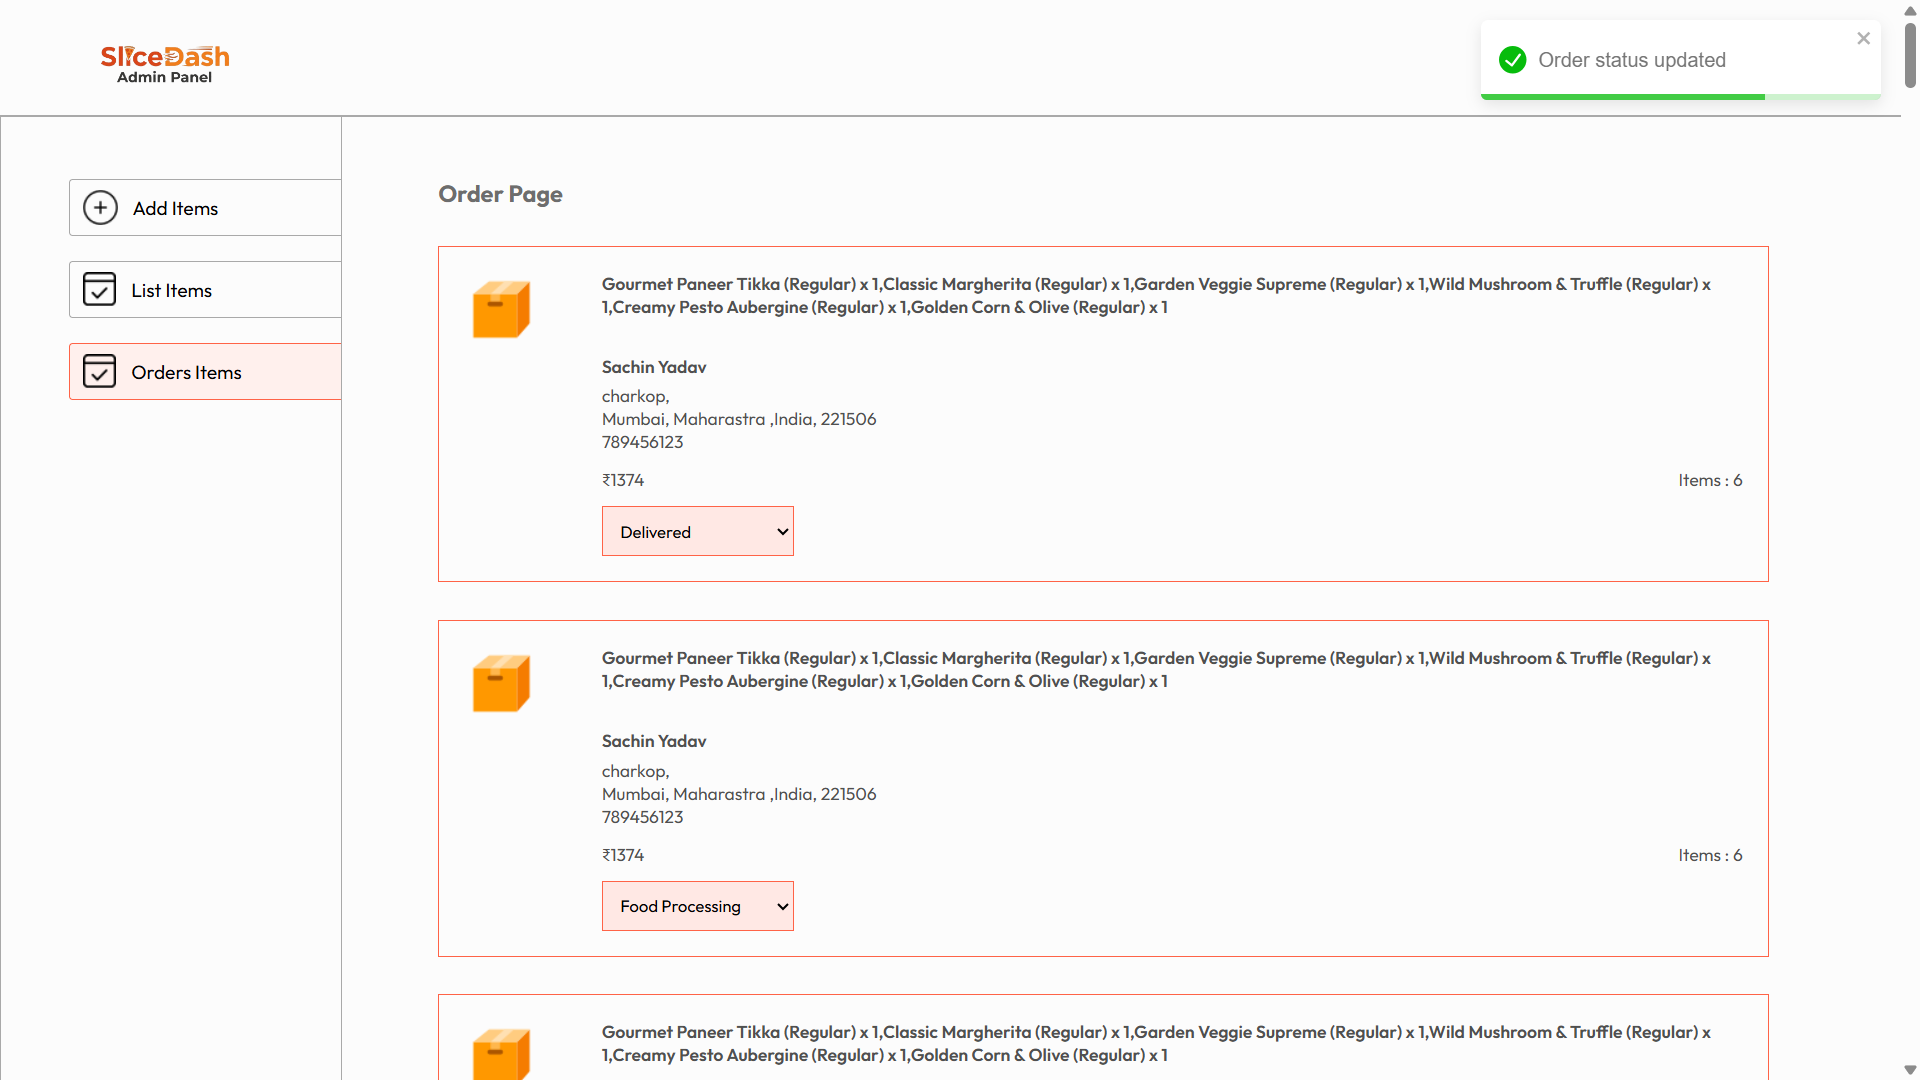 SliceDash
Admin Panel
Order status updated
Add Items
List Items
Orders Items
Order Page
Gourmet Paneer Tikka (Regular) x 1,Classic Margherita (Regular) x 1,Garden Veggie Supreme (Regular) x 1,Wild Mushroom & Truffle (Regular) x
1,Creamy Pesto Aubergine (Regular) x 1,Golden Corn & Olive (Regular) x 1
Sachin Yadav
charkop,
Mumbai, Maharastra ,India, 221506
789456123
₹1374
Items : 6
Delivered
Gourmet Paneer Tikka (Regular) x 1,Classic Margherita (Regular) x 1,Garden Veggie Supreme (Regular) x 1,Wild Mushroom & Truffle (Regular) x
1,Creamy Pesto Aubergine (Regular) x 1,Golden Corn & Olive (Regular) x 1
Sachin Yadav
charkop,
Mumbai, Maharastra ,India, 221506
789456123
₹1374
Items : 6
Food Processing
Gourmet Paneer Tikka (Regular) x 1,Classic Margherita (Regular) x 1,Garden Veggie Supreme (Regular) x 1,Wild Mushroom & Truffle (Regular) x
1,Creamy Pesto Aubergine (Regular) x 1,Golden Corn & Olive (Regular) x 1